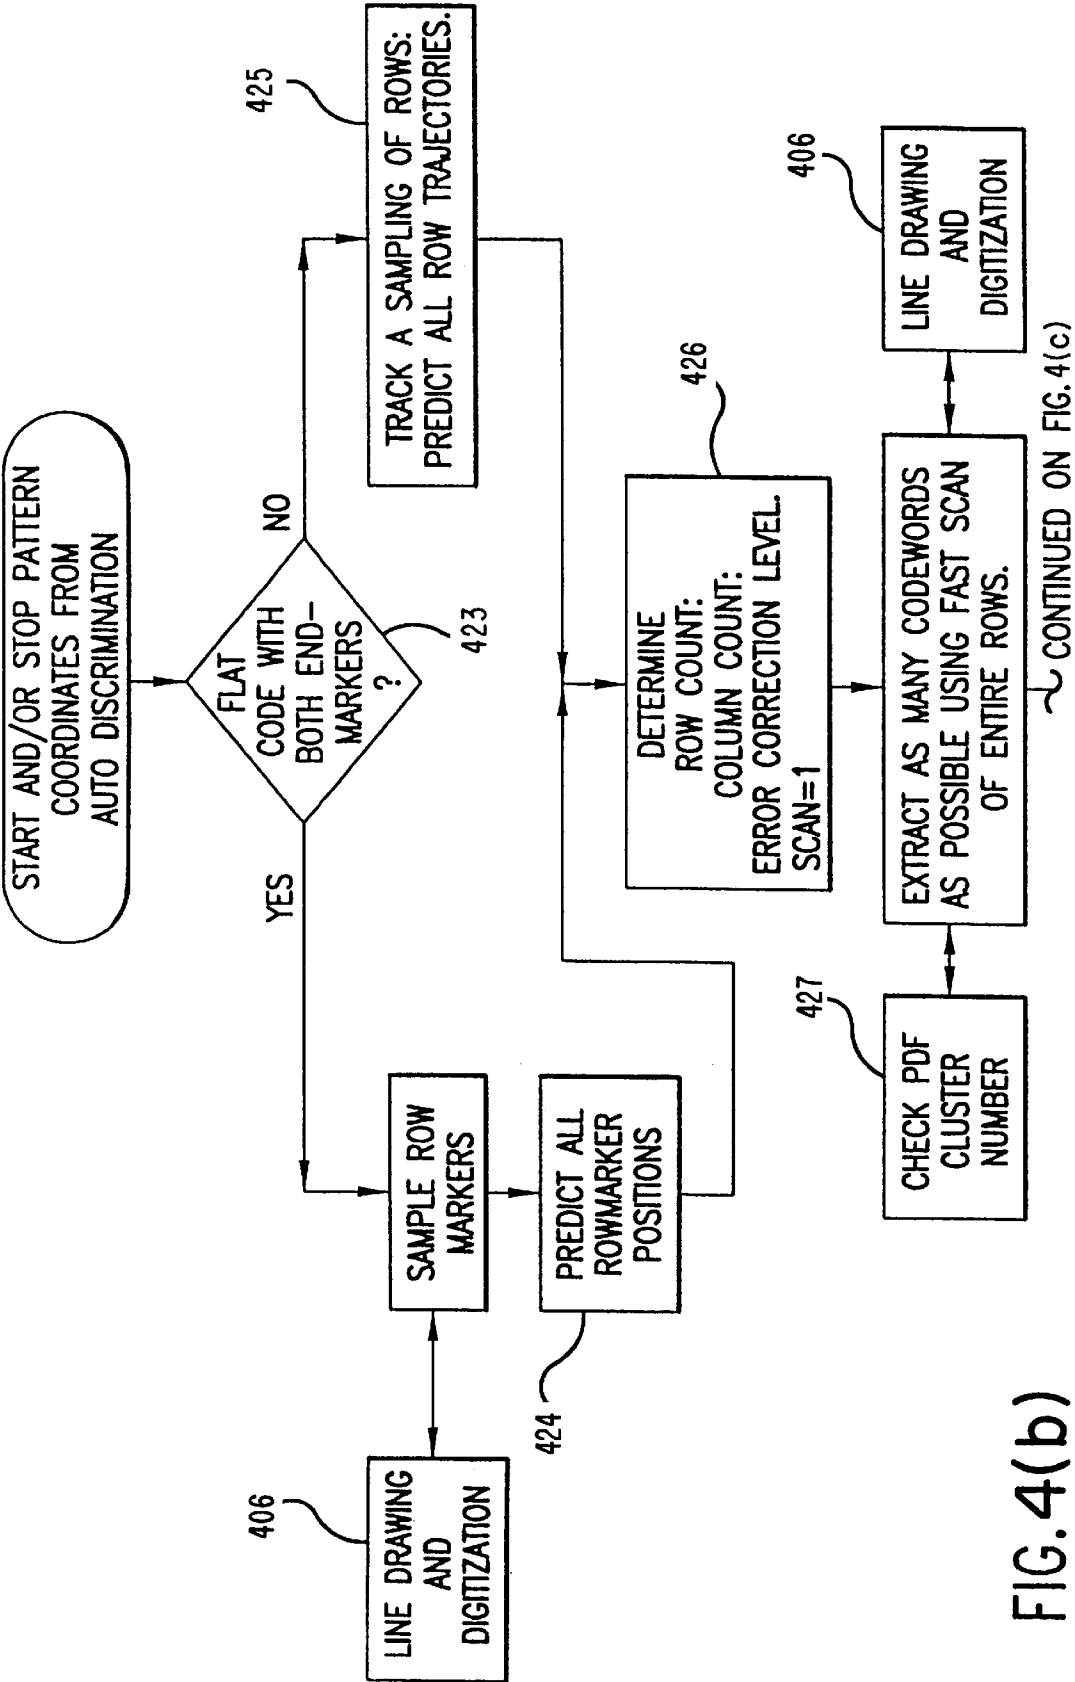 START AND/OR STOP PATTERN
COORDINATES FROM
AUTO DISCRIMINATION
FLAT
CODE WITH
BOTH END-
MARKERS
?
423
YES
NO
425
TRACK A SAMPLING OF ROWS:
PREDICT ALL ROW TRAJECTORIES.
406
LINE DRAWING
AND
DIGITIZATION
SAMPLE ROW
MARKERS
424
PREDICT ALL
ROWMARKER
POSITIONS
426
DETERMINE
ROW COUNT:
COLUMN COUNT:
ERROR CORRECTION LEVEL.
SCAN=1
427
CHECK PDF
CLUSTER
NUMBER
EXTRACT AS MANY CODEWORDS
AS POSSIBLE USING FAST SCAN
OF ENTIRE ROWS.
406
LINE DRAWING
AND
DIGITIZATION
CONTINUED ON FIG. 4(c)
FIG. 4(b)